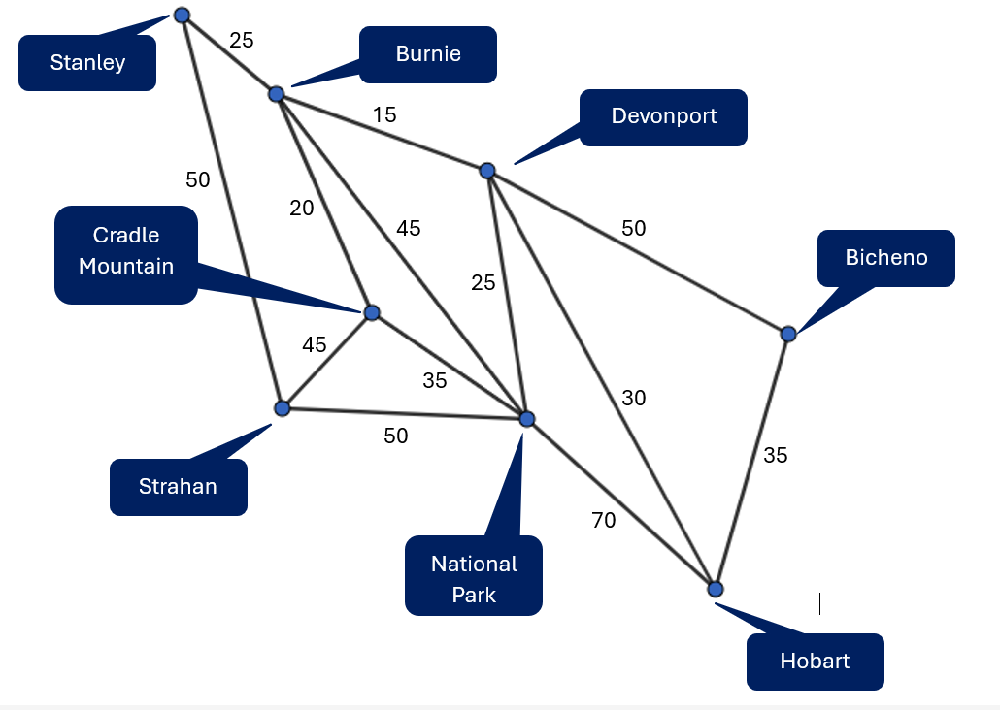 25
Burnie
Stanley
15
Devonport
50
20
45
50
Cradle
Mountain
Bicheno
25
45
35
30
50
35
Strahan
70
National
Park
Hobart